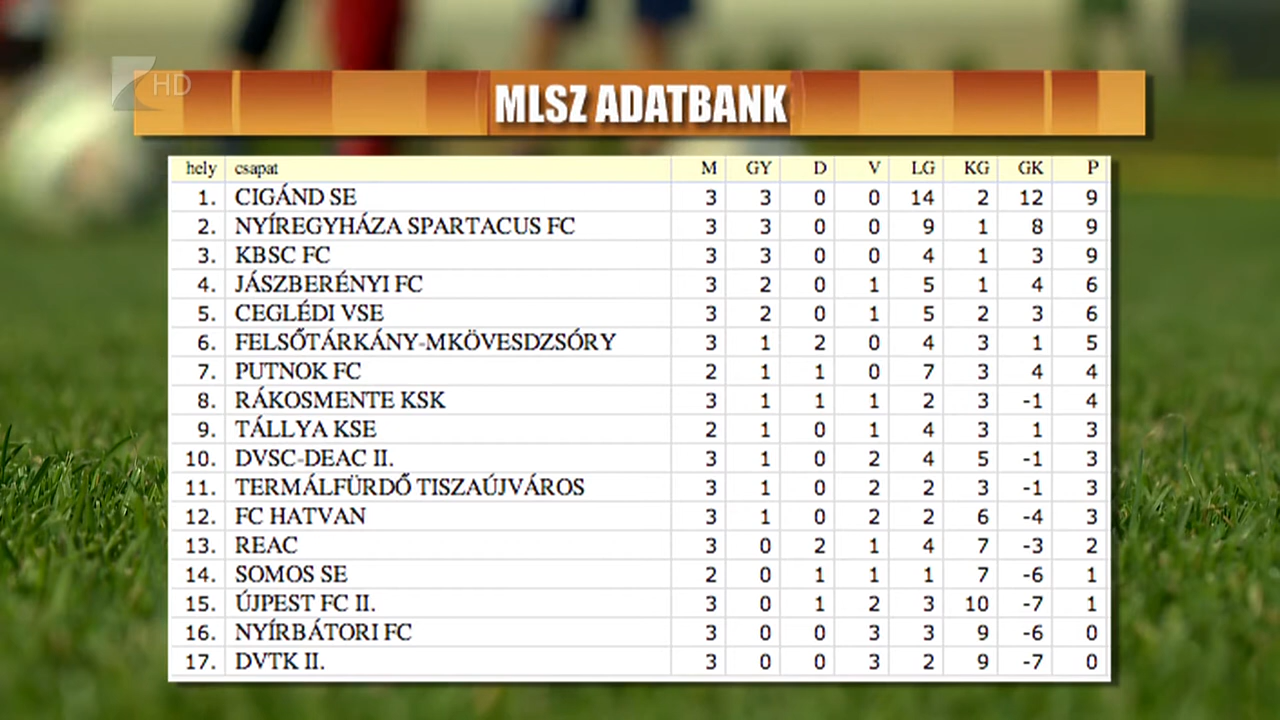 HD
MLSZ ADATBANK
hely csapat M GY D V LG KG GK P
1. CIGÁND SE 3 3 0 0 14 2 12 9
2. NYÍREGYHÁZA SPARTACUS FC 3 3 0 0 9 1 8 9
3. KBSC FC 3 3 0 0 4 1 3 9
4. JÁSZBERÉNYI FC 3 2 0 1 5 1 4 6
5. CEGLÉDI VSE 3 2 0 1 5 2 3 6
6. FELSŐTÁRKÁNY-MKÖVESDZSÓRY 3 1 2 0 4 3 1 5
7. PUTNOK FC 2 1 1 0 7 3 4 4
8. RÁKOSMENTE KSK 3 1 1 1 2 3 -1 4
9. TÁLLYA KSE 2 1 0 1 4 3 1 3
10. DVSC-DEAC II. 3 1 0 2 4 5 -1 3
11. TERMÁLFÜRDŐ TISZAÚJVÁROS 3 1 0 2 2 3 -1 3
12. FC HATVAN 3 1 0 2 2 6 -4 3
13. REAC 3 0 2 1 4 7 -3 2
14. SOMOS SE 2 0 1 1 1 7 -6 1
15. ÚJPEST FC II. 3 0 1 2 3 10 -7 1
16. NYÍRBÁTORI FC 3 0 0 3 3 9 -6 0
17. DVTK II. 3 0 0 3 2 9 -7 0